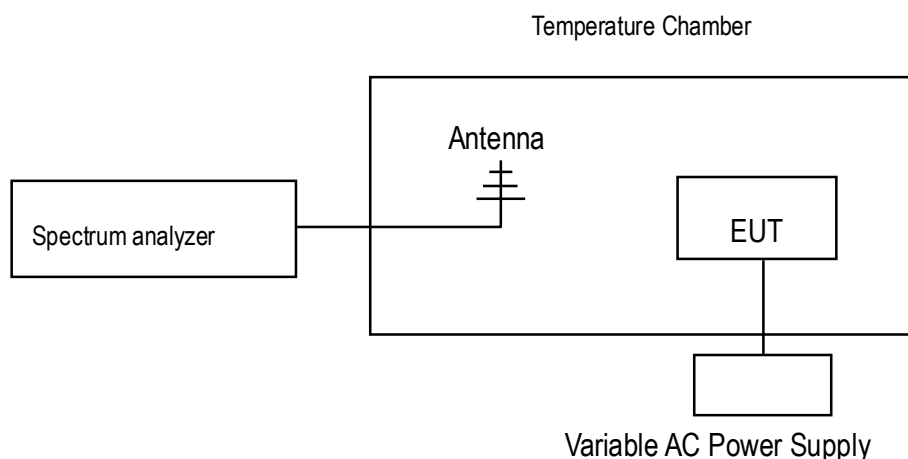 Temperature Chamber
Antenna
Spectrum analyzer
EUT
Variable AC Power Supply